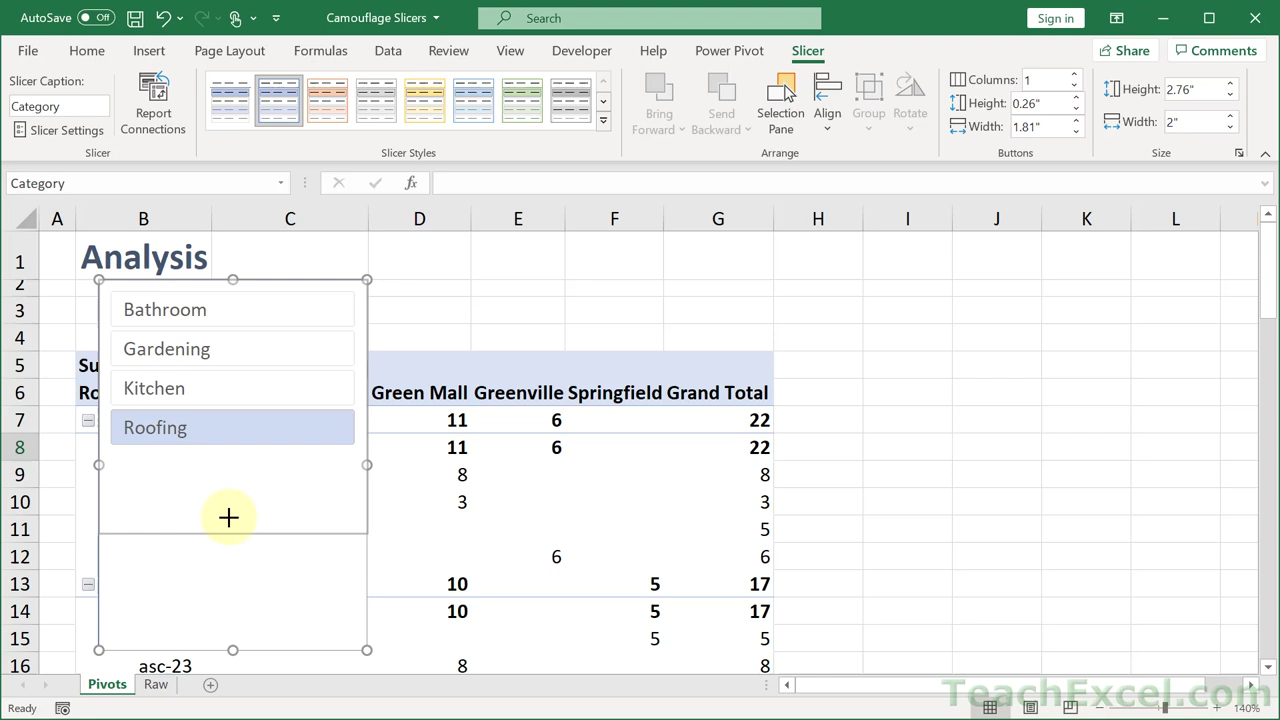 AutoSave Off Camouflage Slicers Search Sign in
File Home Insert Page Layout Formulas Data Review View Developer Help Power Pivot Slicer Share Comments
Slicer Caption:
Category
Slicer Settings
Report
Connections
Bring
Forward
Send
Backward
Selection
Pane
Align
Group
Rotate
Columns: 1
Height: 0.26"
Width: 1.81"
Height: 2.76"
Width: 2"
Slicer Slicer Styles Arrange Buttons Size
Category fx
A B C D E F G H I J K L
1 Analysis
2
3
4
5 Su
6 Ro Green Mall Greenville Springfield Grand Total
7 11 6 22
8 11 6 22
9 8 8
10 3 3
11 5
12 6 6
13 10 5 17
14 10 5 17
15 5 5
16 asc-23 8 8
Bathroom
Gardening
Kitchen
Roofing
Pivots Raw
TeachExcel.com
Ready 140%